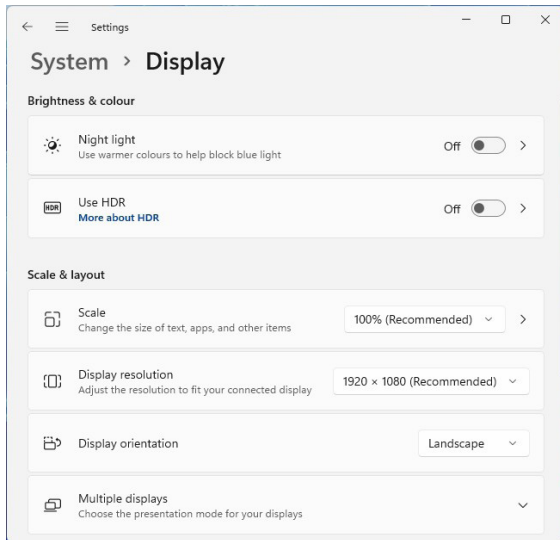 Settings
System > Display
Brightness & colour
Night light
Use warmer colours to help block blue light
Off
HDR
Use HDR
More about HDR
Off
Scale & layout
Scale
Change the size of text, apps, and other items
100% (Recommended)
Display resolution
Adjust the resolution to fit your connected display
1920 × 1080 (Recommended)
Display orientation
Landscape
Multiple displays
Choose the presentation mode for your displays